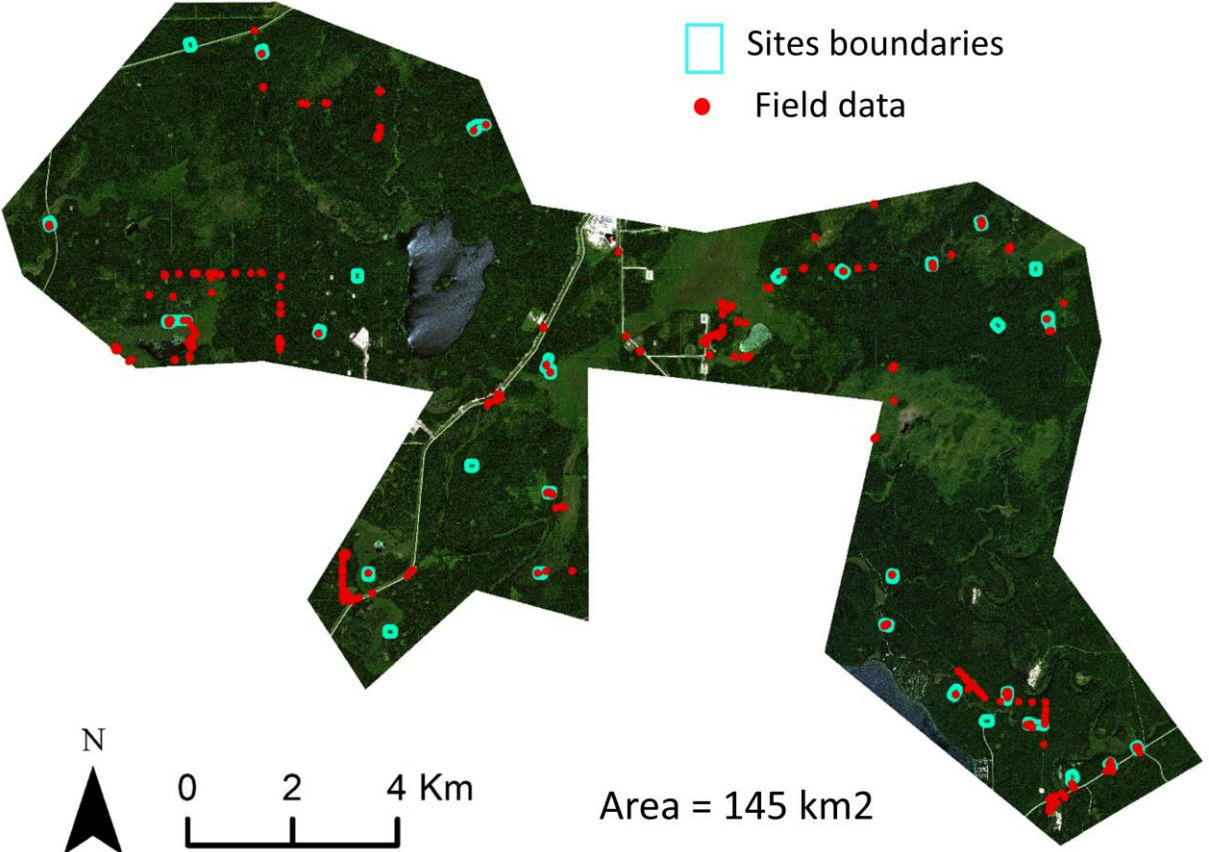 Sites boundaries
Field data
N
0 2 4 Km
Area = 145 km2